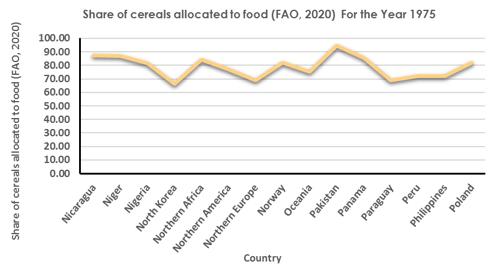 Share of cereals allocated to food (FAO, 2020) For the Year 1975
Share of cereals allocated to food (FAO, 2020)
100.00
90.00
80.00
70.00
60.00
50.00
40.00
30.00
20.00
10.00
0.00
Nicaragua
Niger
Nigeria
North Korea
Northern Africa
Northern America
Northern Europe
Norway
Oceania
Pakistan
Panama
Paraguay
Peru
Philippines
Poland
Country